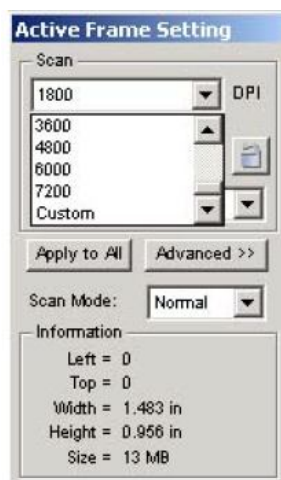 Active Frame Setting
Scan
1800 DPI
3600
4800
6000
7200
Custom
Apply to All Advanced >>
Scan Mode: Normal
Information
Left = 0
Top = 0
Width = 1.483 in
Height = 0.956 in
Size = 13 MB